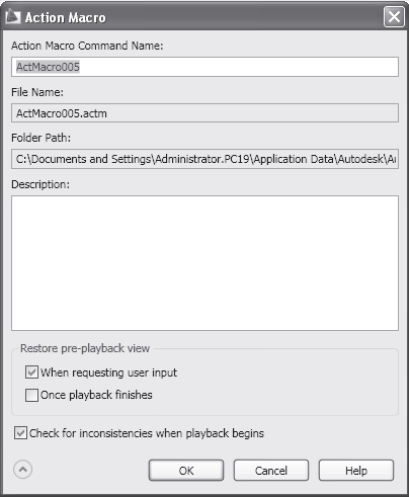 Action Macro
Action Macro Command Name:
ActMacro005
File Name:
ActMacro005.actm
Folder Path:
C:\Documents and Settings\Administrator.PC19\Application Data\Autodesk\Au
Description:
Restore pre-playback view
When requesting user input
Once playback finishes
Check for inconsistencies when playback begins
OK Cancel Help